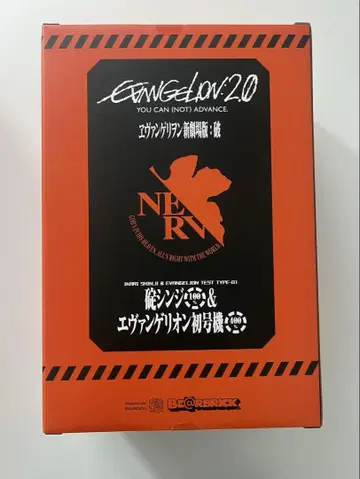 EVANGELION:2.0
YOU CAN (NOT) ADVANCE.
ヱヴァンゲリヲン新劇場版:破
NERV
GOD'S IN HIS HEAVEN. ALL'S RIGHT WITH THE WORLD.
IKARI SHINJI & EVANGELION TEST TYPE-01
碇シンジ100%&
エヴァンゲリオン初号機400%
BE@RBRICK